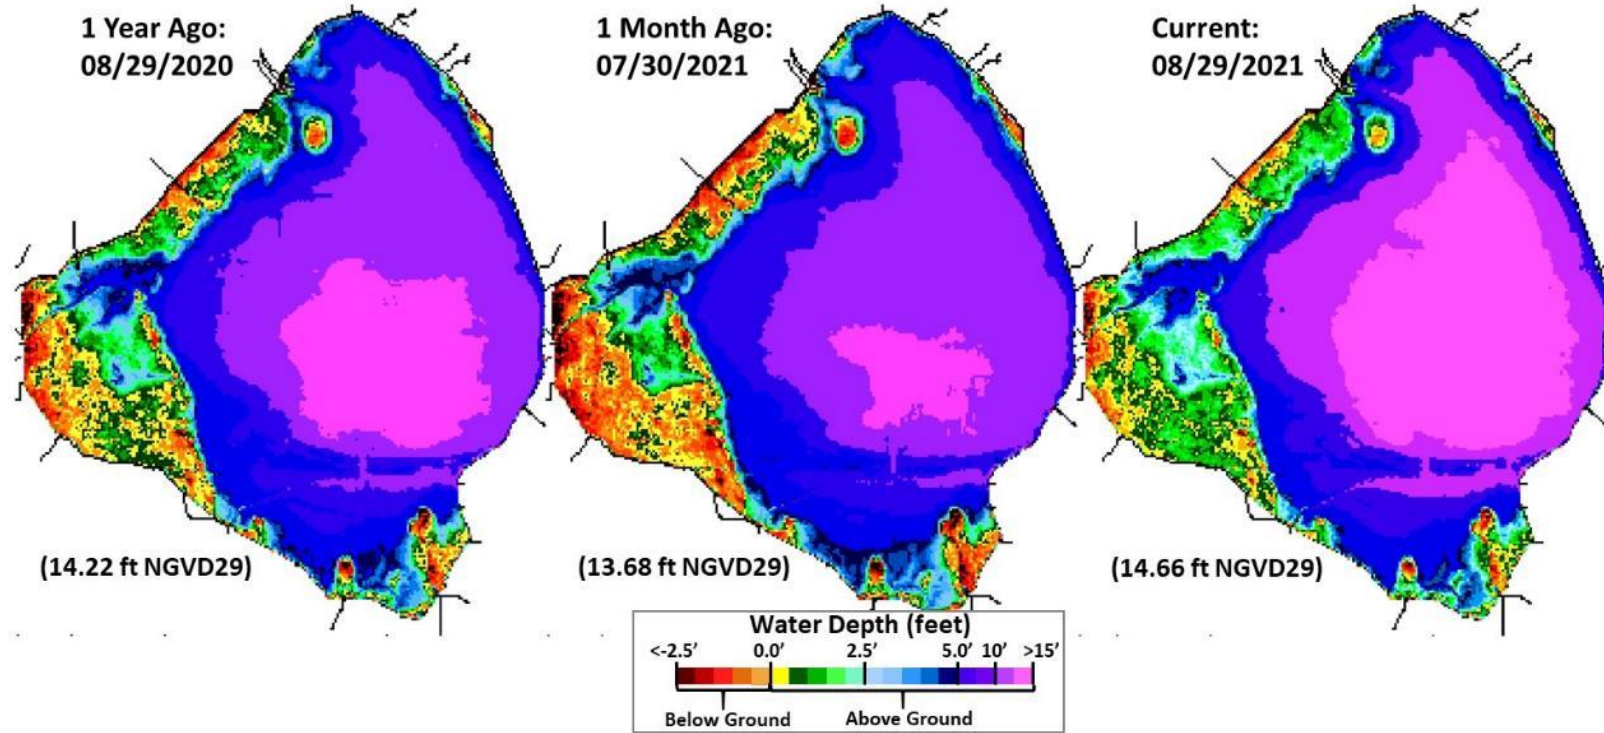 1 Year Ago:
08/29/2020
1 Month Ago:
07/30/2021
Current:
08/29/2021
(14.22 ft NGVD29)
(13.68 ft NGVD29)
(14.66 ft NGVD29)
Water Depth (feet)
<-2.5' 0.0' 2.5' 5.0' 10' >15'
Below Ground Above Ground